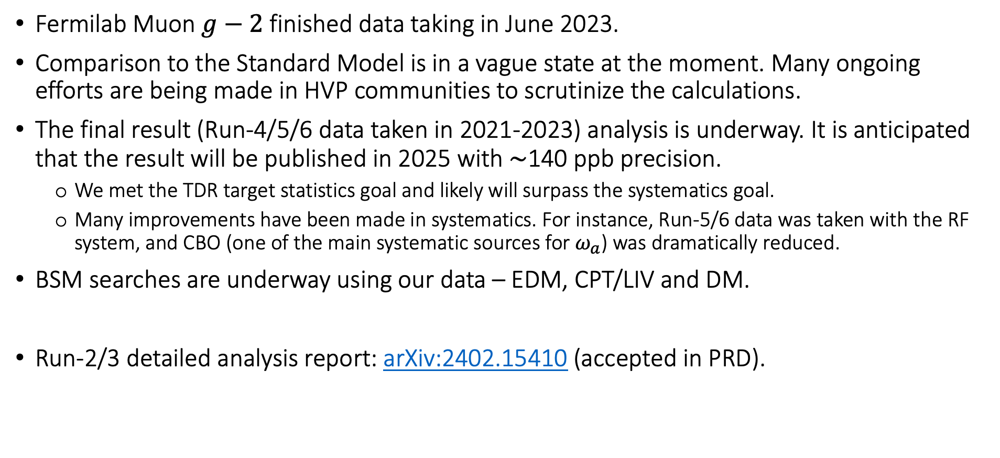 • Fermilab Muon g − 2 finished data taking in June 2023.
• Comparison to the Standard Model is in a vague state at the moment. Many ongoing
efforts are being made in HVP communities to scrutinize the calculations.
• The final result (Run-4/5/6 data taken in 2021-2023) analysis is underway. It is anticipated
that the result will be published in 2025 with ~140 ppb precision.
o We met the TDR target statistics goal and likely will surpass the systematics goal.
o Many improvements have been made in systematics. For instance, Run-5/6 data was taken with the RF
system, and CBO (one of the main systematic sources for ωₐ) was dramatically reduced.
• BSM searches are underway using our data – EDM, CPT/LIV and DM.
• Run-2/3 detailed analysis report: arXiv:2402.15410 (accepted in PRD).